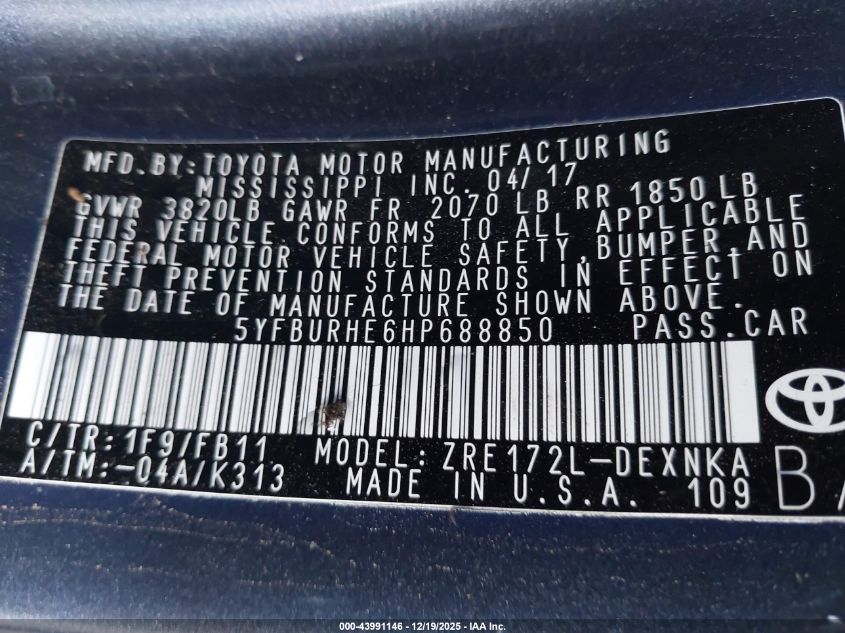 MFD.BY:TOYOTA MOTOR MANUFACTURING
MISSISSIPPI INC. 04/17
GVWR 3820LB GAWR FR 2070 LB RR 1850 LB
THIS VEHICLE CONFORMS TO ALL APPLICABLE
FEDERAL MOTOR VEHICLE SAFETY,BUMPER,AND
THEFT PREVENTION STANDARDS IN EFFECT ON
THE DATE OF MANUFACTURE SHOWN ABOVE.
5YFBURHE6HP688850 PASS.CAR
C/TR:1F9/FB11 MODEL:ZRE172L-DEXNKA
A/TM:-04A/K313 MADE IN U.S.A. 109 B
000-43991146 - 12/19/2025 - IAA Inc.